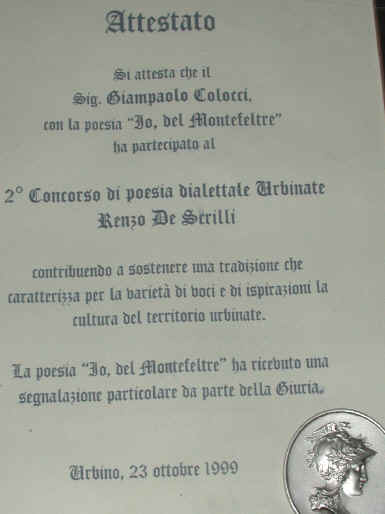 Attestato
Si attesta che il
Sig. Giampaolo Colocci,
con la poesia "Io, del Montefeltre"
ha partecipato al
2° Concorso di poesia dialettale Urbinate
Renzo De Scrilli
contribuendo a sostenere una tradizione che
caratterizza per la varietà di voci e di ispirazioni la
cultura del territorio urbinate.
La poesia "Io, del Montefeltre" ha ricevuto una
segnalazione particolare da parte della Giuria.
Urbino, 23 ottobre 1999